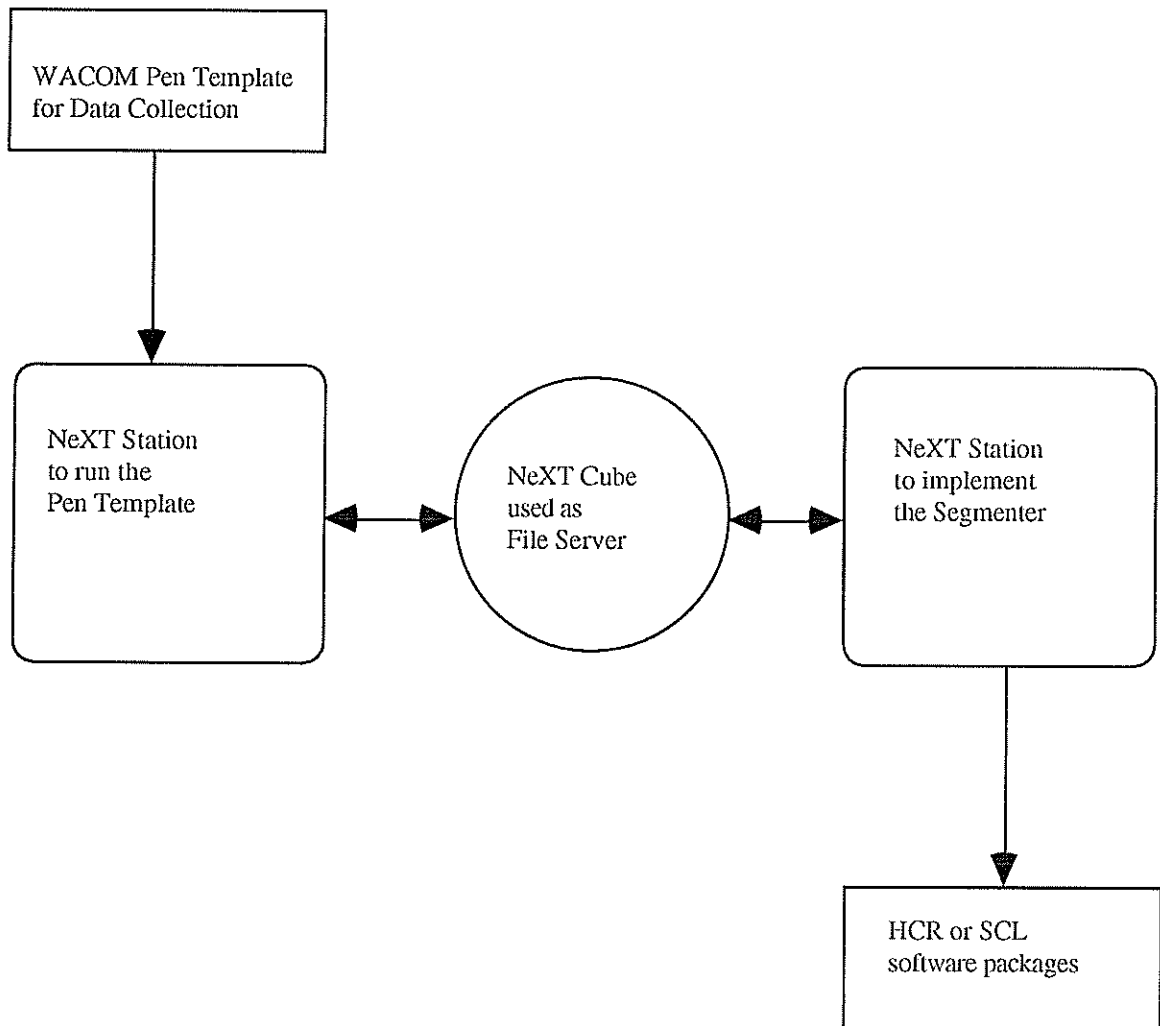 WACOM Pen Template
for Data Collection
NeXT Station
to run the
Pen Template
NeXT Cube
used as
File Server
NeXT Station
to implement
the Segmenter
HCR or SCL
software packages